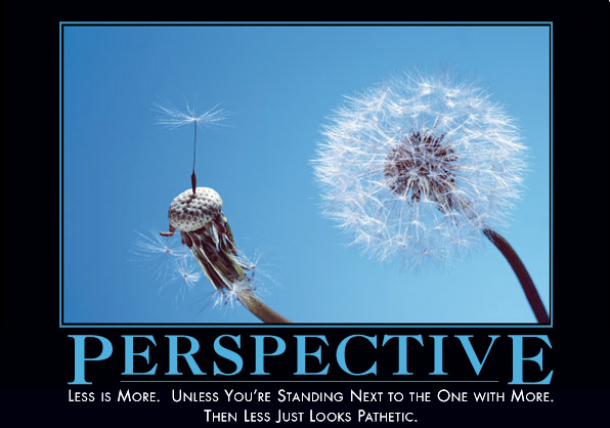 PERSPECTIVE
LESS IS MORE. UNLESS YOU'RE STANDING NEXT TO THE ONE WITH MORE.
THEN LESS JUST LOOKS PATHETIC.